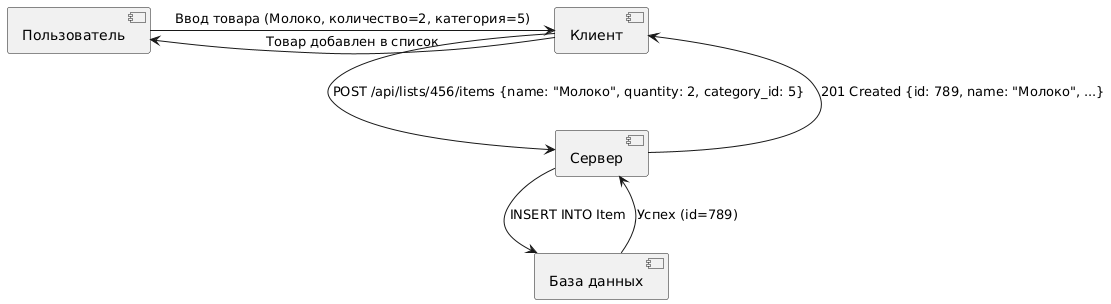 Ввод товара (Молоко, количество=2, категория=5)
Пользователь
Клиент
Товар добавлен в список
POST /api/lists/456/items {name: "Молоко", quantity: 2, category_id: 5}
201 Created {id: 789, name: "Молоко", ...}
Сервер
INSERT INTO Item
Успех (id=789)
База данных